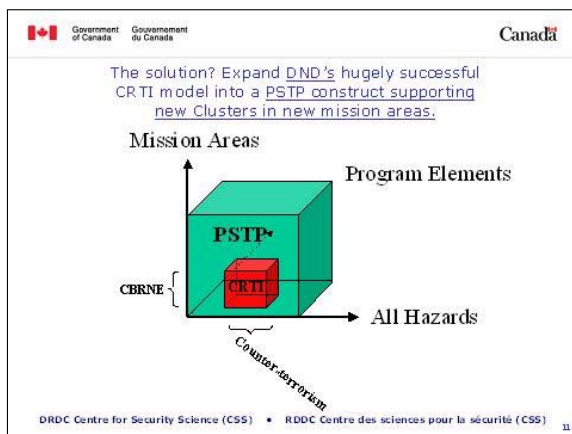 Government of Canada
Gouvernement du Canada
Canada
The solution? Expand DND's hugely successful
CRTI model into a PSTP construct supporting
new Clusters in new mission areas.
Mission Areas
Program Elements
PSTP
CBRNE
CRTI
All Hazards
Counter-terrorism
DRDC Centre for Security Science (CSS) • RDDC Centre des sciences pour la sécurité (CSS)
11